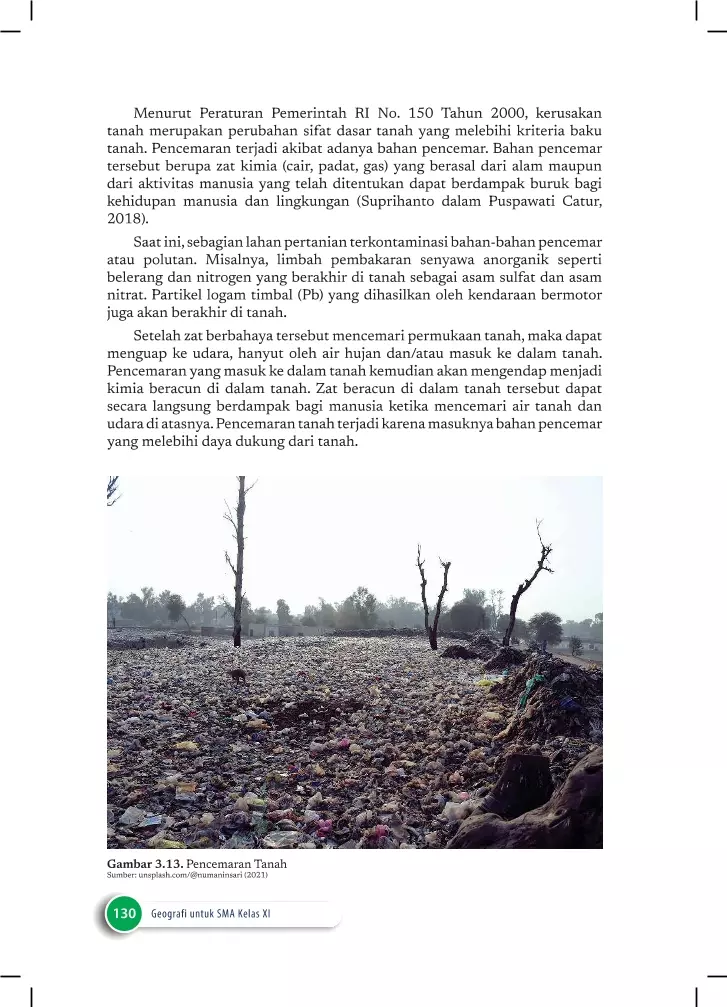 Menurut Peraturan Pemerintah RI No. 150 Tahun 2000, kerusakan
tanah merupakan perubahan sifat dasar tanah yang melebihi kriteria baku
tanah. Pencemaran terjadi akibat adanya bahan pencemar. Bahan pencemar
tersebut berupa zat kimia (cair, padat, gas) yang berasal dari alam maupun
dari aktivitas manusia yang telah ditentukan dapat berdampak buruk bagi
kehidupan manusia dan lingkungan (Suprihanto dalam Puspawati Catur,
2018).
Saat ini, sebagian lahan pertanian terkontaminasi bahan-bahan pencemar
atau polutan. Misalnya, limbah pembakaran senyawa anorganik seperti
belerang dan nitrogen yang berakhir di tanah sebagai asam sulfat dan asam
nitrat. Partikel logam timbal (Pb) yang dihasilkan oleh kendaraan bermotor
juga akan berakhir di tanah.
Setelah zat berbahaya tersebut mencemari permukaan tanah, maka dapat
menguap ke udara, hanyut oleh air hujan dan/atau masuk ke dalam tanah.
Pencemaran yang masuk ke dalam tanah kemudian akan mengendap menjadi
kimia beracun di dalam tanah. Zat beracun di dalam tanah tersebut dapat
secara langsung berdampak bagi manusia ketika mencemari air tanah dan
udara di atasnya. Pencemaran tanah terjadi karena masuknya bahan pencemar
yang melebihi daya dukung dari tanah.
Gambar 3.13. Pencemaran Tanah
Sumber: unsplash.com/@numaninsari (2021)
130 Geografi untuk SMA Kelas XI